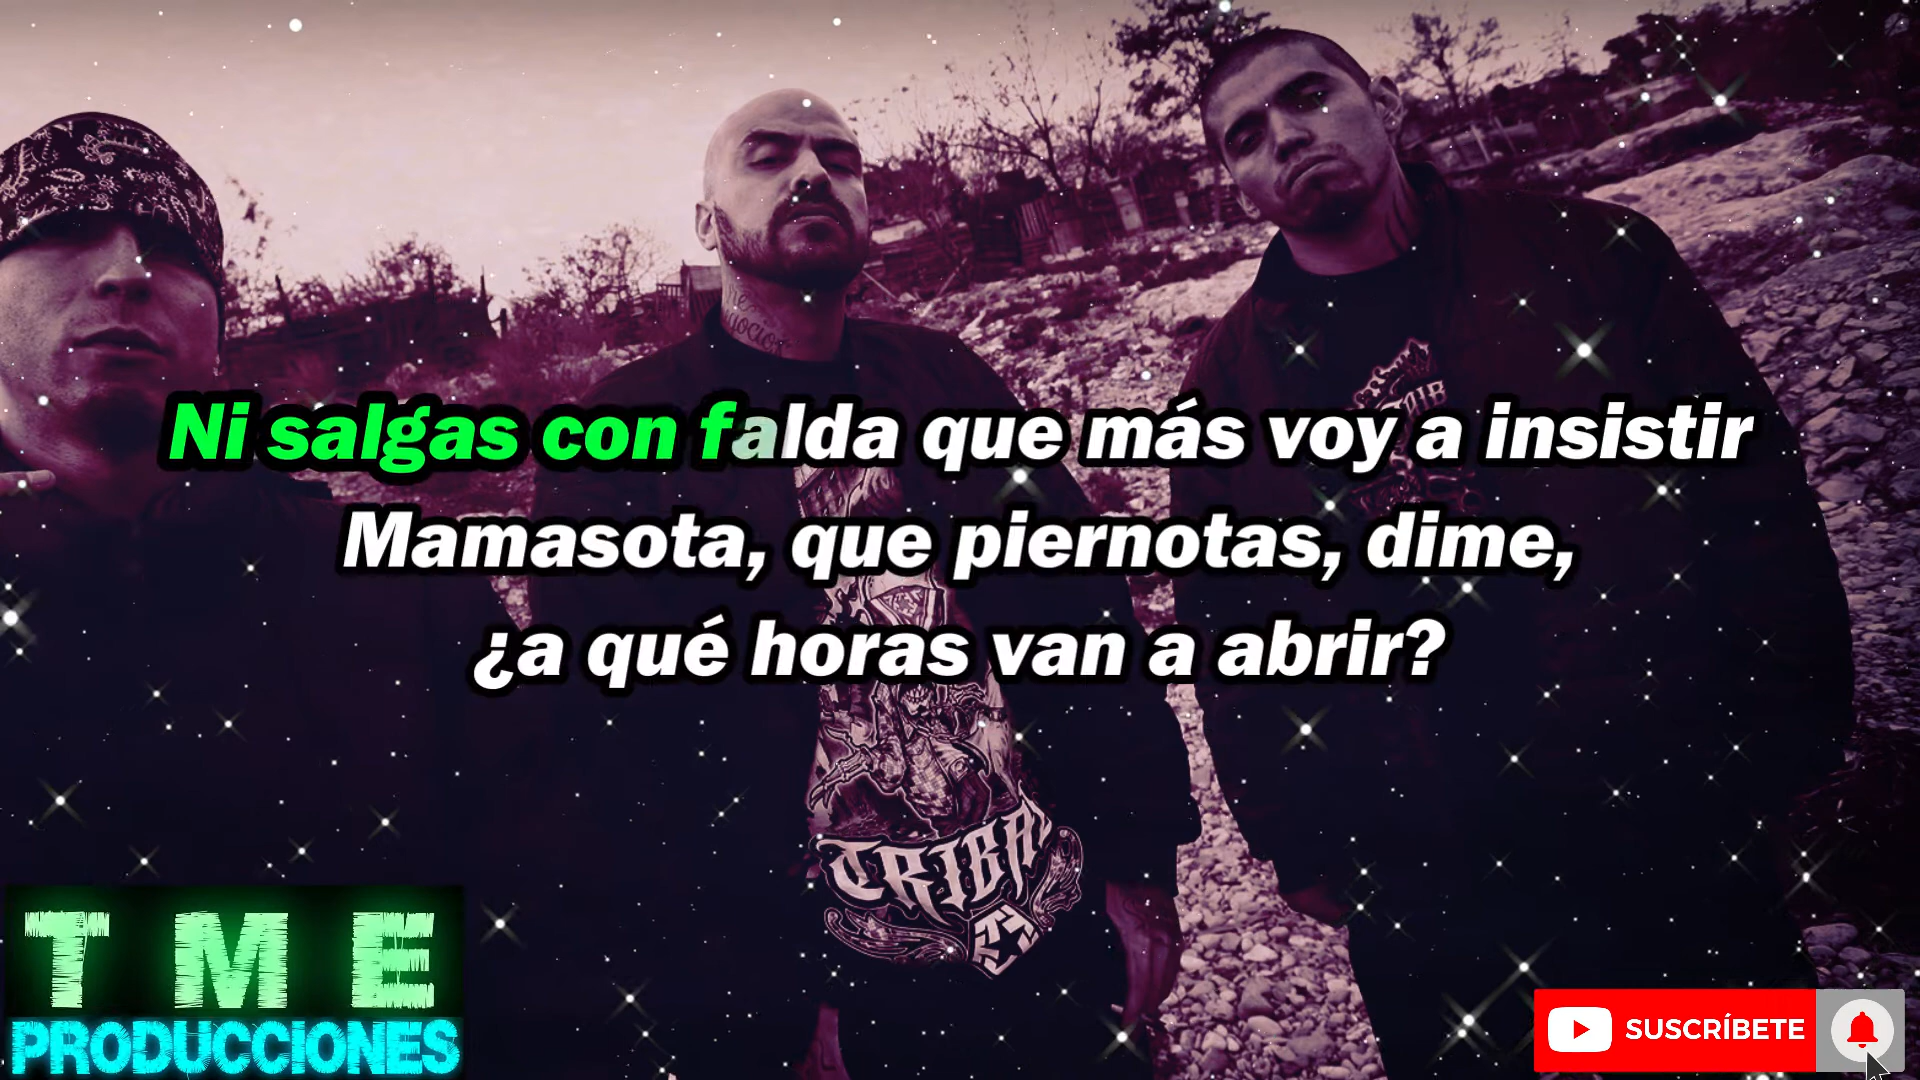 Ni salgas con falda que más voy a insistir
Mamasota, que piernotas, dime,
¿a qué horas van a abrir?
TRIBAL
T M E
PRODUCCIONES
SUSCRÍBETE